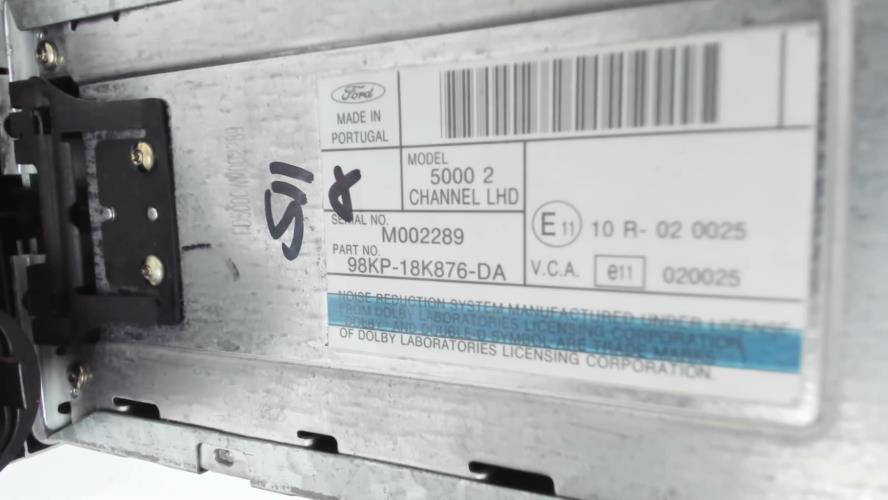 Ford
MADE IN
PORTUGAL
MODEL
5000 2
CHANNEL LHD
SERIAL NO.
M002289
PART NO.
98KP-18K876-DA
E 11 10 R- 02 0025
V.C.A. e11 020025
NOISE REDUCTION SYSTEM MANUFACTURED UNDER LICENSE
FROM DOLBY LABORATORIES LICENSING CORPORATION
DOLBY AND DOUBLE-D SYMBOL ARE TRADE MARKS
OF DOLBY LABORATORIES LICENSING CORPORATION.